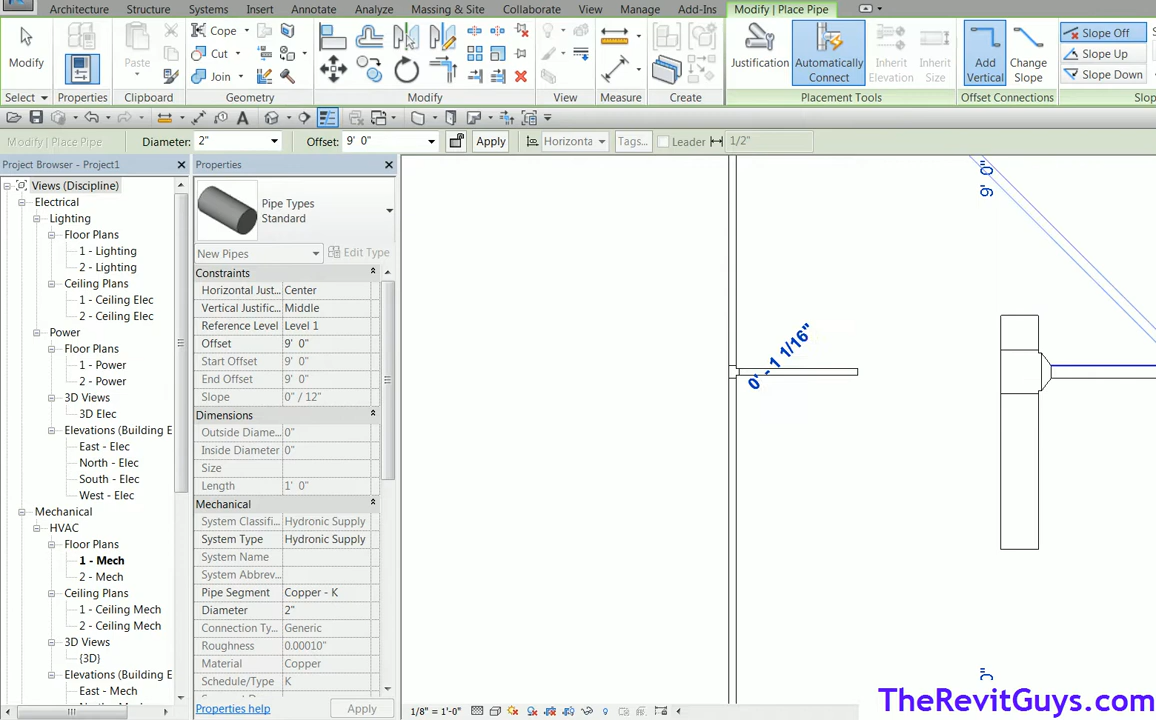 Architecture Structure Systems Insert Annotate Analyze Massing & Site Collaborate View Manage Add-Ins Modify | Place Pipe
Modify Paste Cope Cut Join Justification Automatically Connect Inherit Elevation Inherit Size Add Vertical Change Slope Slope Off Slope Up Slope Down
Select Properties Clipboard Geometry Modify View Measure Create Placement Tools Offset Connections Slop
Modify | Place Pipe Diameter: 2" Offset: 9' 0" Apply Horizonta Tags... Leader 1/2"
Project Browser - Project1
Views (Discipline)
Electrical
Lighting
Floor Plans
1 - Lighting
2 - Lighting
Ceiling Plans
1 - Ceiling Elec
2 - Ceiling Elec
Power
Floor Plans
1 - Power
2 - Power
3D Views
3D Elec
Elevations (Building E
East - Elec
North - Elec
South - Elec
West - Elec
Mechanical
HVAC
Floor Plans
1 - Mech
2 - Mech
Ceiling Plans
1 - Ceiling Mech
2 - Ceiling Mech
3D Views
{3D}
Elevations (Building E
East - Mech
Properties
Pipe Types
Standard
New Pipes Edit Type
Constraints
Horizontal Just... Center
Vertical Justific... Middle
Reference Level Level 1
Offset 9' 0"
Start Offset 9' 0"
End Offset 9' 0"
Slope 0" / 12"
Dimensions
Outside Diame... 0"
Inside Diameter 0"
Size
Length 1' 0"
Mechanical
System Classifi... Hydronic Supply
System Type Hydronic Supply
System Name
System Abbrev...
Pipe Segment Copper - K
Diameter 2"
Connection Ty... Generic
Roughness 0.00010"
Material Copper
Schedule/Type K
Properties help Apply
9' 0"
0' - 1 1/16"
0"
1/8" = 1'-0"
TheRevitGuys.com